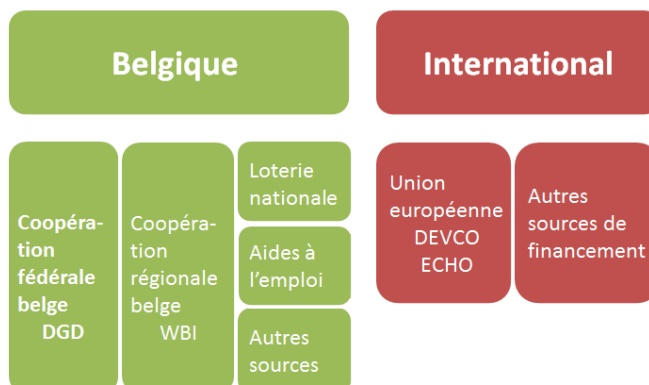 Belgique
International
Coopéra-
tion
fédérale
belge
DGD
Coopéra-
tion
régionale
belge
WBI
Loterie
nationale
Aides à
l’emploi
Autres
sources
Union
européenne
DEVCO
ECHO
Autres
sources de
financement